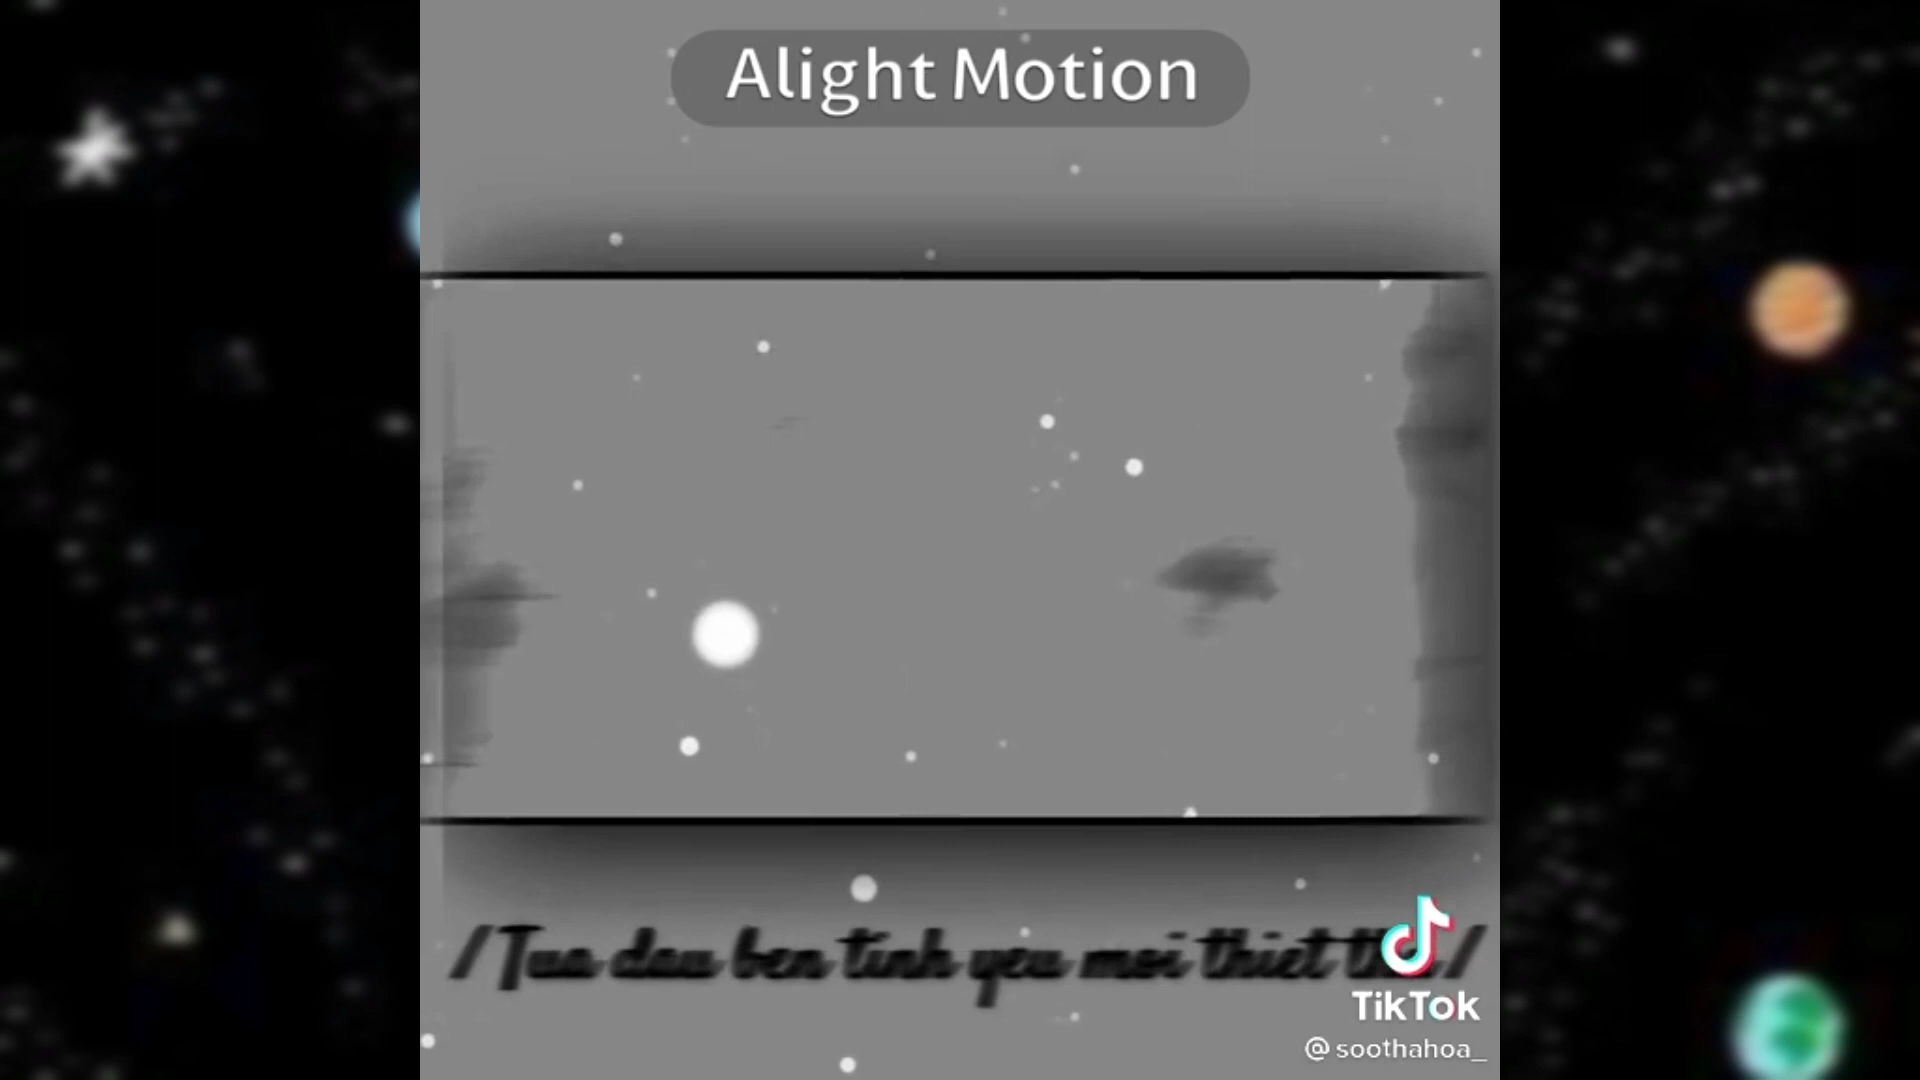 Alight Motion
/Tua dau ben tinh yeu moi thiet
TikTok
@soothahoa_